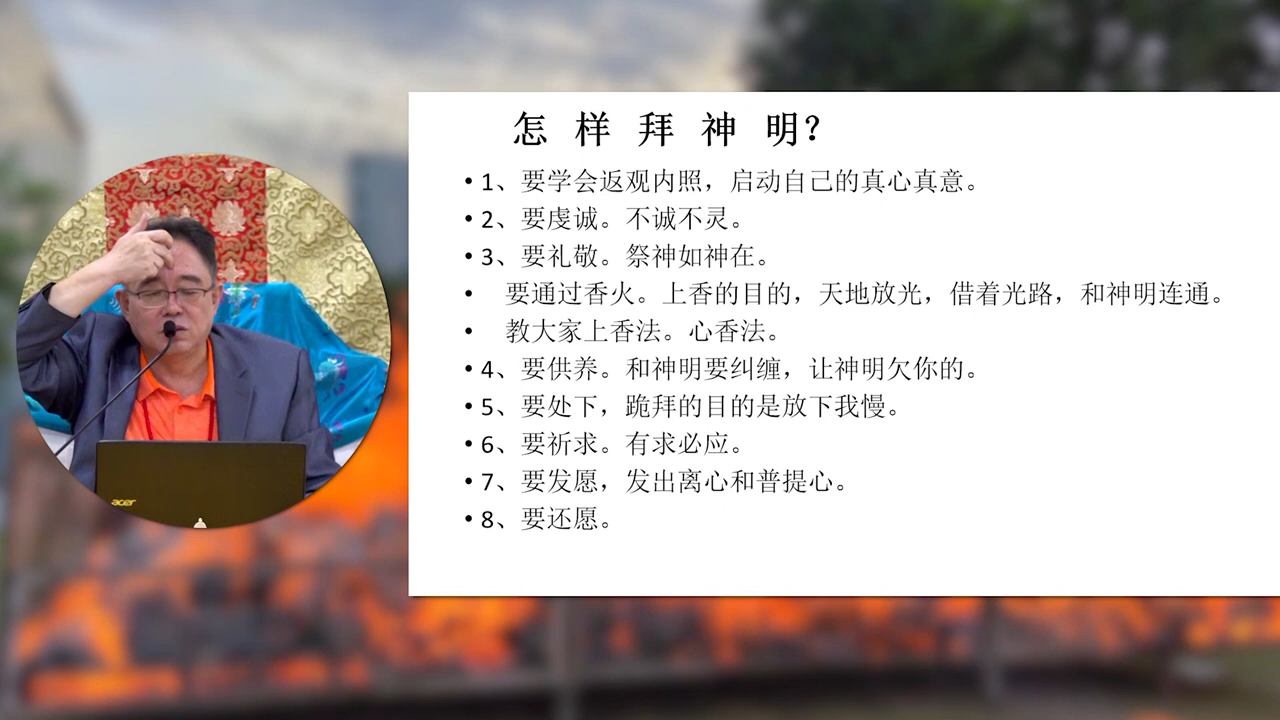 怎 样 拜 神 明？
• 1、要学会返观内照，启动自己的真心真意。
• 2、要虔诚。不诚不灵。
• 3、要礼敬。祭神如神在。
• 要通过香火。上香的目的，天地放光，借着光路，和神明连通。
• 教大家上香法。心香法。
• 4、要供养。和神明要纠缠，让神明欠你的。
• 5、要处下，跪拜的目的是放下我慢。
• 6、要祈求。有求必应。
• 7、要发愿，发出离心和普提心。
• 8、要还愿。
acer